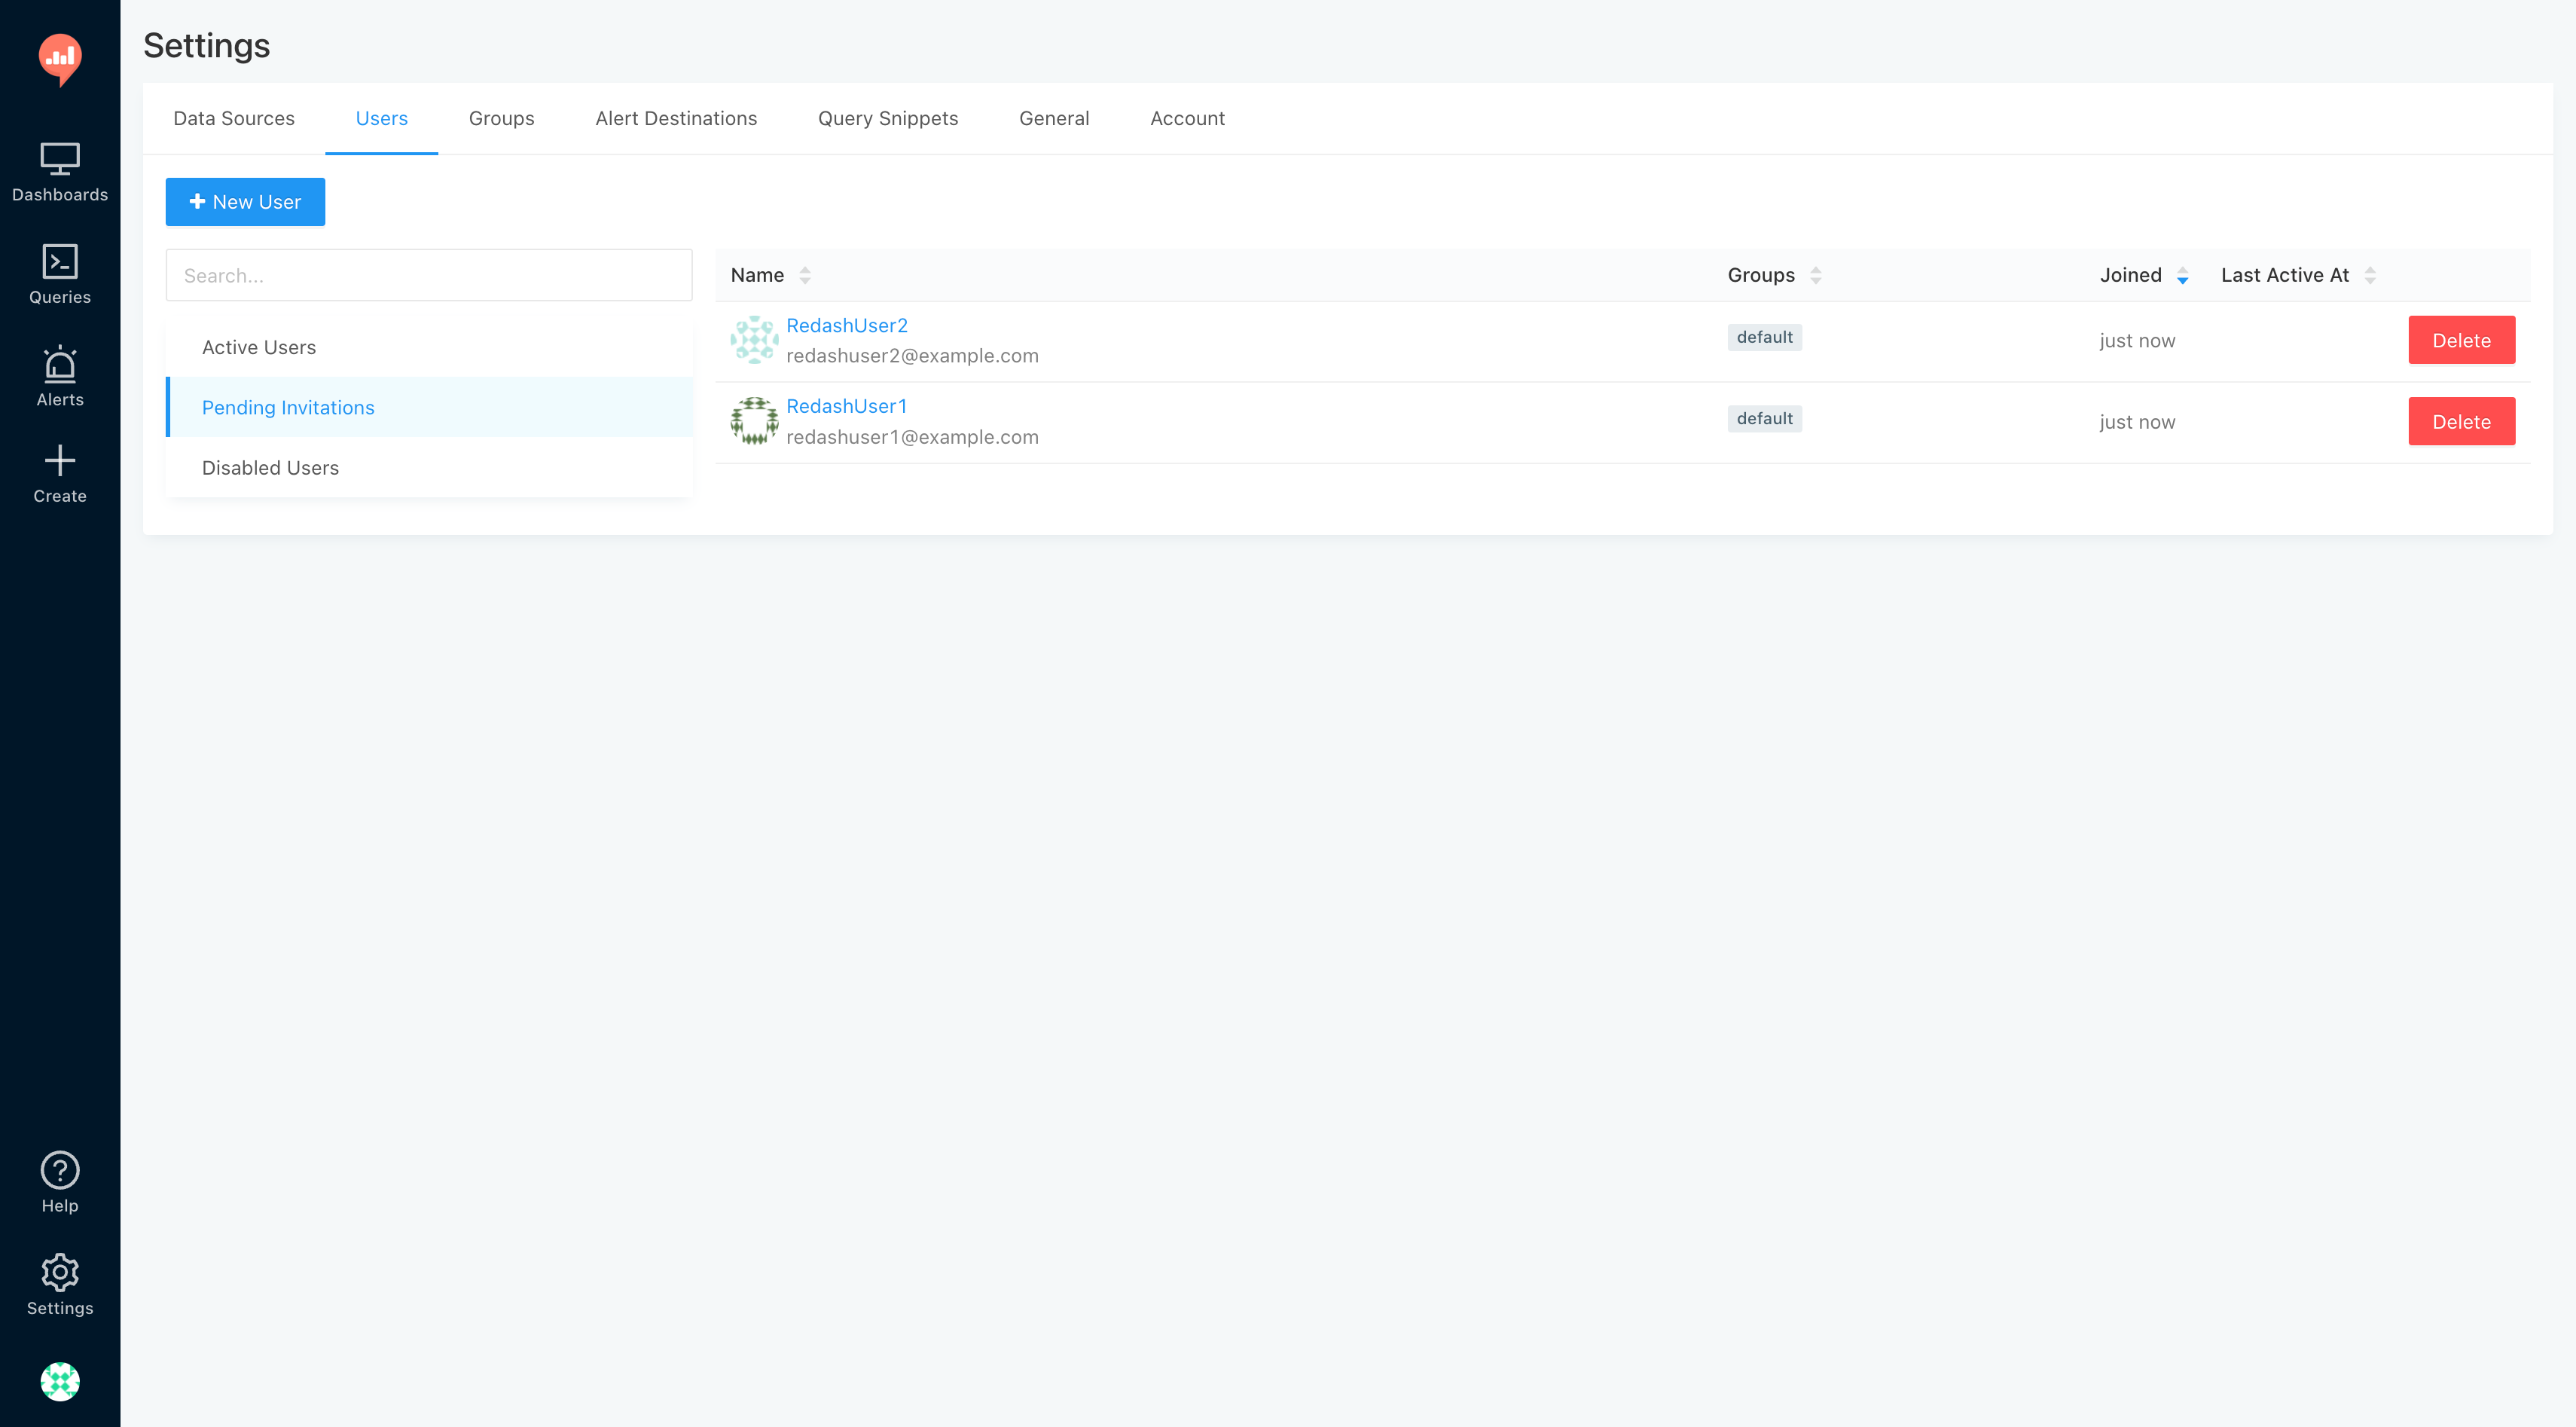 Settings
Dashboards
Queries
Alerts
Create
Help
Settings
Data Sources Users Groups Alert Destinations Query Snippets General Account
New User
Search...
Active Users
Pending Invitations
Disabled Users
Name Groups Joined Last Active At
RedashUser2
redashuser2@example.com
default
just now
Delete
RedashUser1
redashuser1@example.com
default
just now
Delete